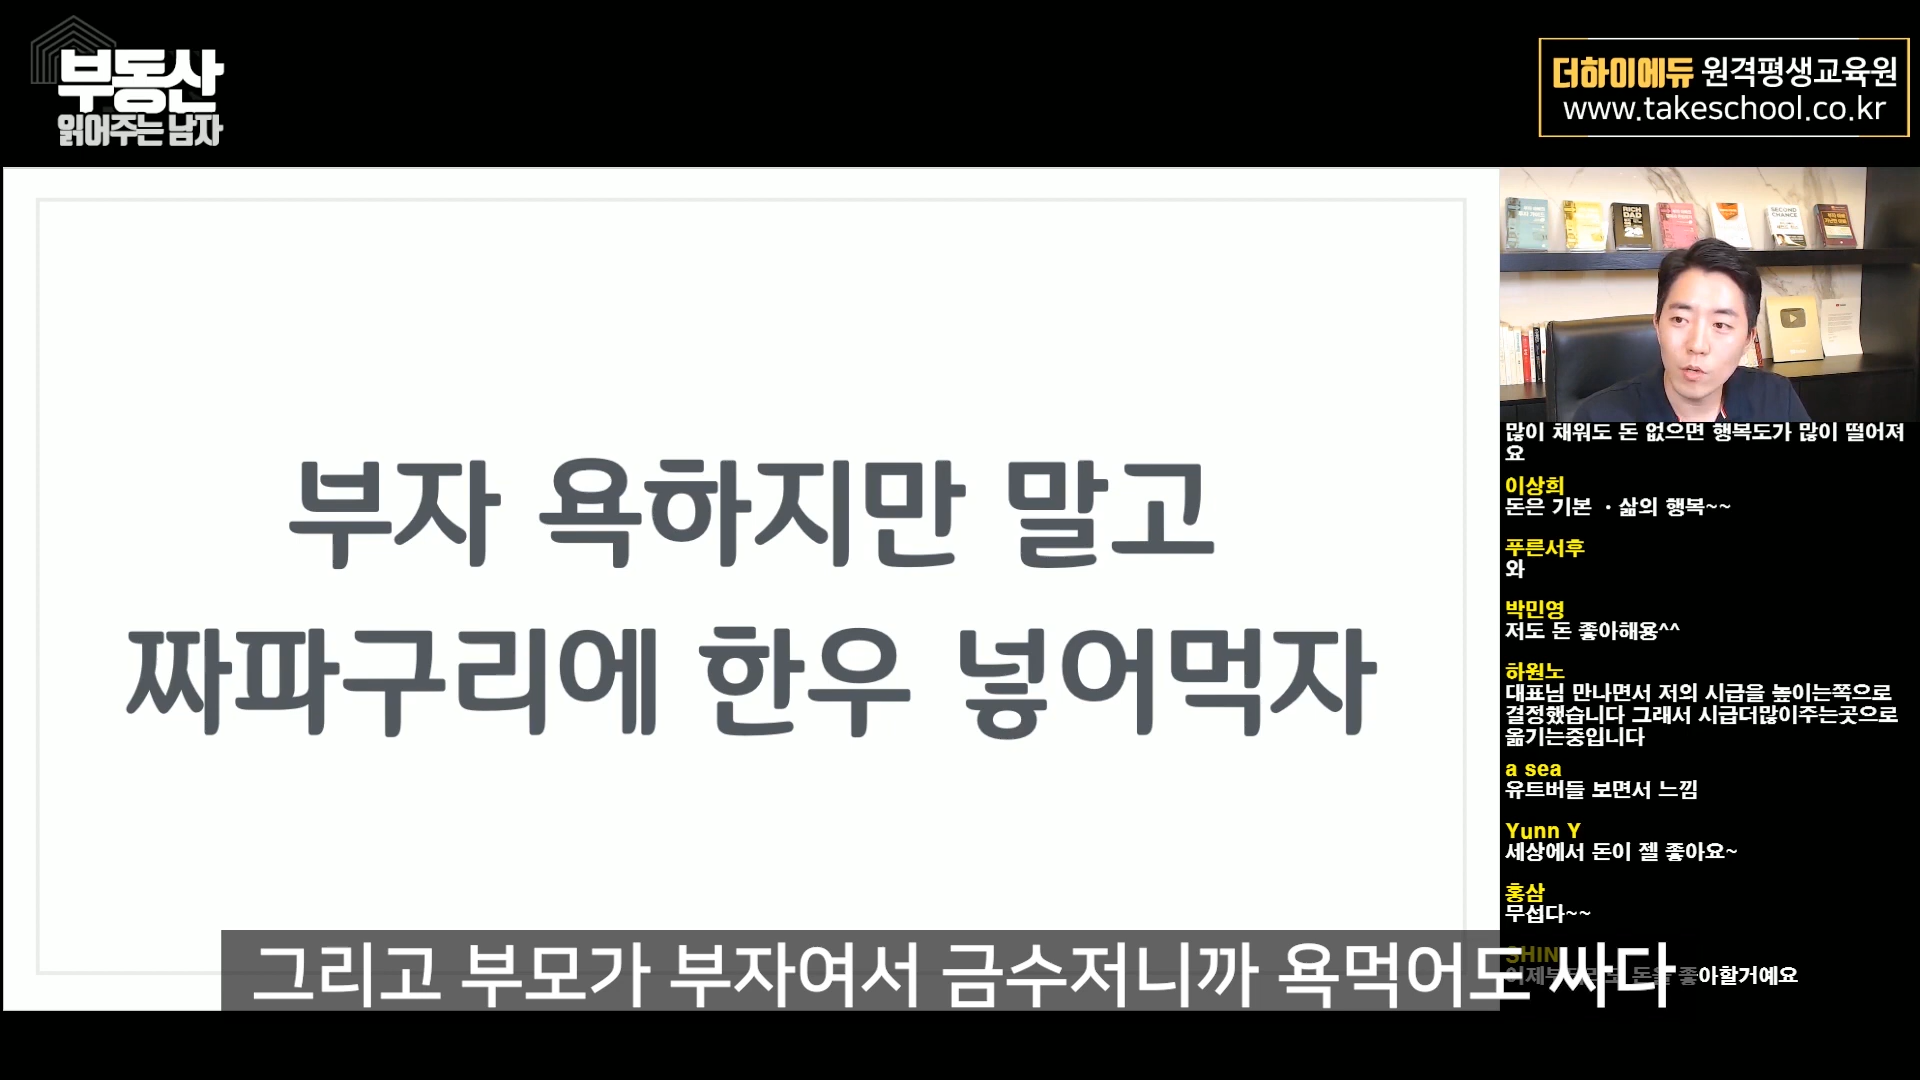 부동산
읽어주는 남자
더하이에듀 원격평생교육원
www.takeschool.co.kr
RICH
DAD
20
SECOND
CHANCE
부자 욕하지만 말고
짜파구리에 한우 넣어먹자
많이 채워도 돈 없으면 행복도가 많이 떨어져
요
이상희
돈은 기본 · 삶의 행복~~
푸른서후
와
박민영
저도 돈 좋아해용^^
하원노
대표님 만나면서 저의 시급을 높이는쪽으로
결정했습니다 그래서 시급더많이주는곳으로
옮기는중입니다
a sea
유트버들 보면서 느낌
Yunn Y
세상에서 돈이 젤 좋아요~
홍삼
무섭다~~
SHIN
돈을 좋아할거예요
그리고 부모가 부자여서 금수저니까 욕먹어도 싸다